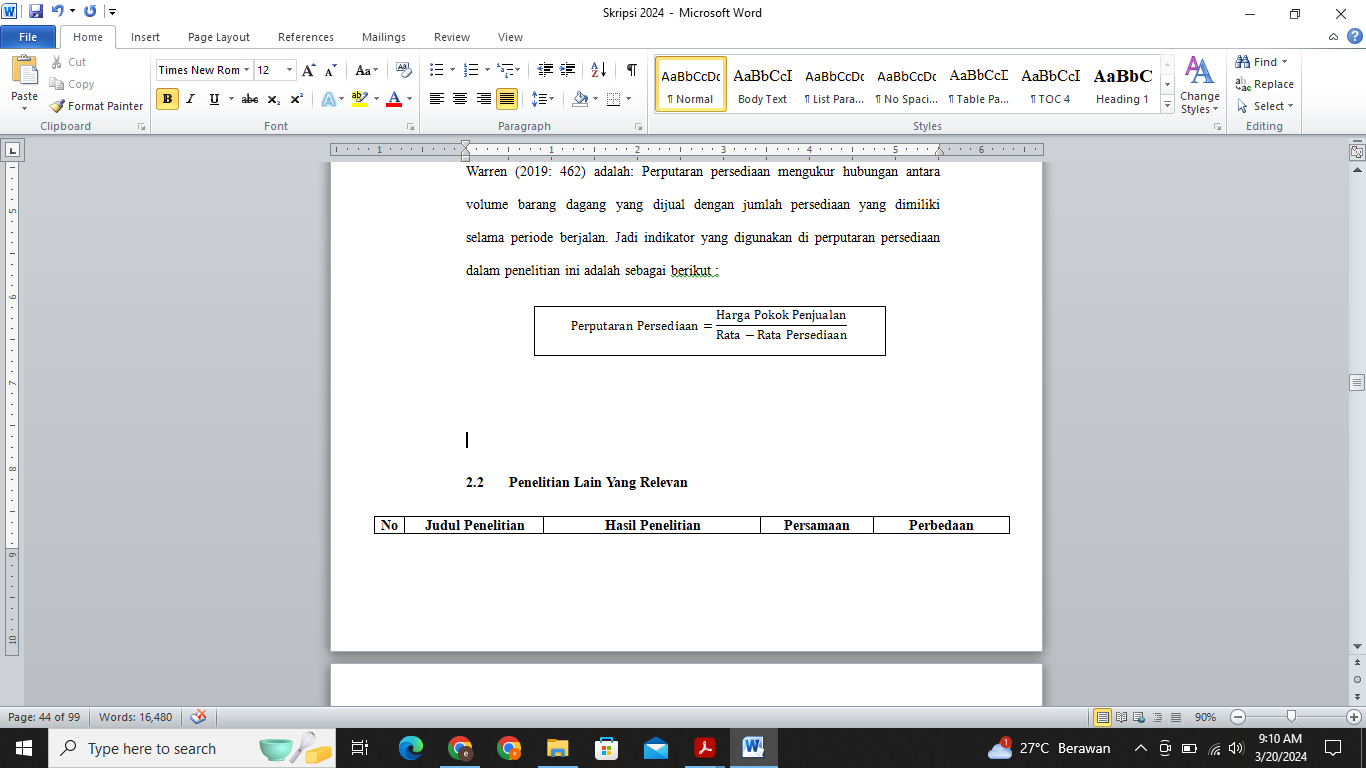 Skripsi 2024 - Microsoft Word
File Home Insert Page Layout References Mailings Review View
Paste
Cut
Copy
Format Painter
Clipboard
Times New Rom 12
Font
Paragraph
AaBbCcDc AaBbCcI AaBbCcDc AaBbCcDc AaBbCcI AaBbCcI AaBbC
¶ Normal Body Text ¶ List Para... ¶ No Spaci... ¶ Table Pa... ¶ TOC 4 Heading 1
Styles
Change
Styles
Find
Replace
Select
Editing
Warren (2019: 462) adalah: Perputaran persediaan mengukur hubungan antara
volume barang dagang yang dijual dengan jumlah persediaan yang dimiliki
selama periode berjalan. Jadi indikator yang digunakan di perputaran persediaan
dalam penelitian ini adalah sebagai berikut :
Perputaran Persediaan = Harga Pokok Penjualan
Rata − Rata Persediaan
2.2 Penelitian Lain Yang Relevan
No Judul Penelitian Hasil Penelitian Persamaan Perbedaan
Page: 44 of 99 Words: 16,480 90%
Type here to search
27°C Berawan
9:10 AM
3/20/2024